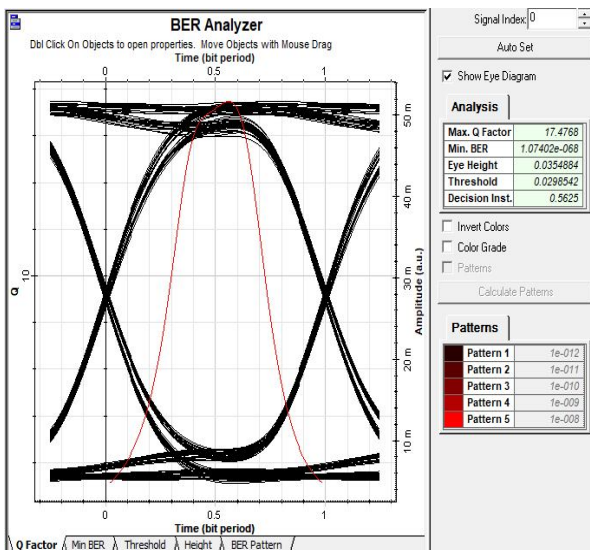 BER Analyzer
Dbl Click On Objects to open properties. Move Objects with Mouse Drag
Time (bit period)
0 0.5 1
Q
10
Amplitude (a.u.)
50 m
40 m
30 m
20 m
10 m
0 0.5 1
Time (bit period)
Q Factor Min BER Threshold Height BER Pattern
Signal Index: 0
Auto Set
Show Eye Diagram
Analysis
Max. Q Factor 17.4768
Min. BER 1.07402e-068
Eye Height 0.0354884
Threshold 0.0298542
Decision Inst. 0.5625
Invert Colors
Color Grade
Patterns
Calculate Patterns
Patterns
Pattern 1 1e-012
Pattern 2 1e-011
Pattern 3 1e-010
Pattern 4 1e-009
Pattern 5 1e-008